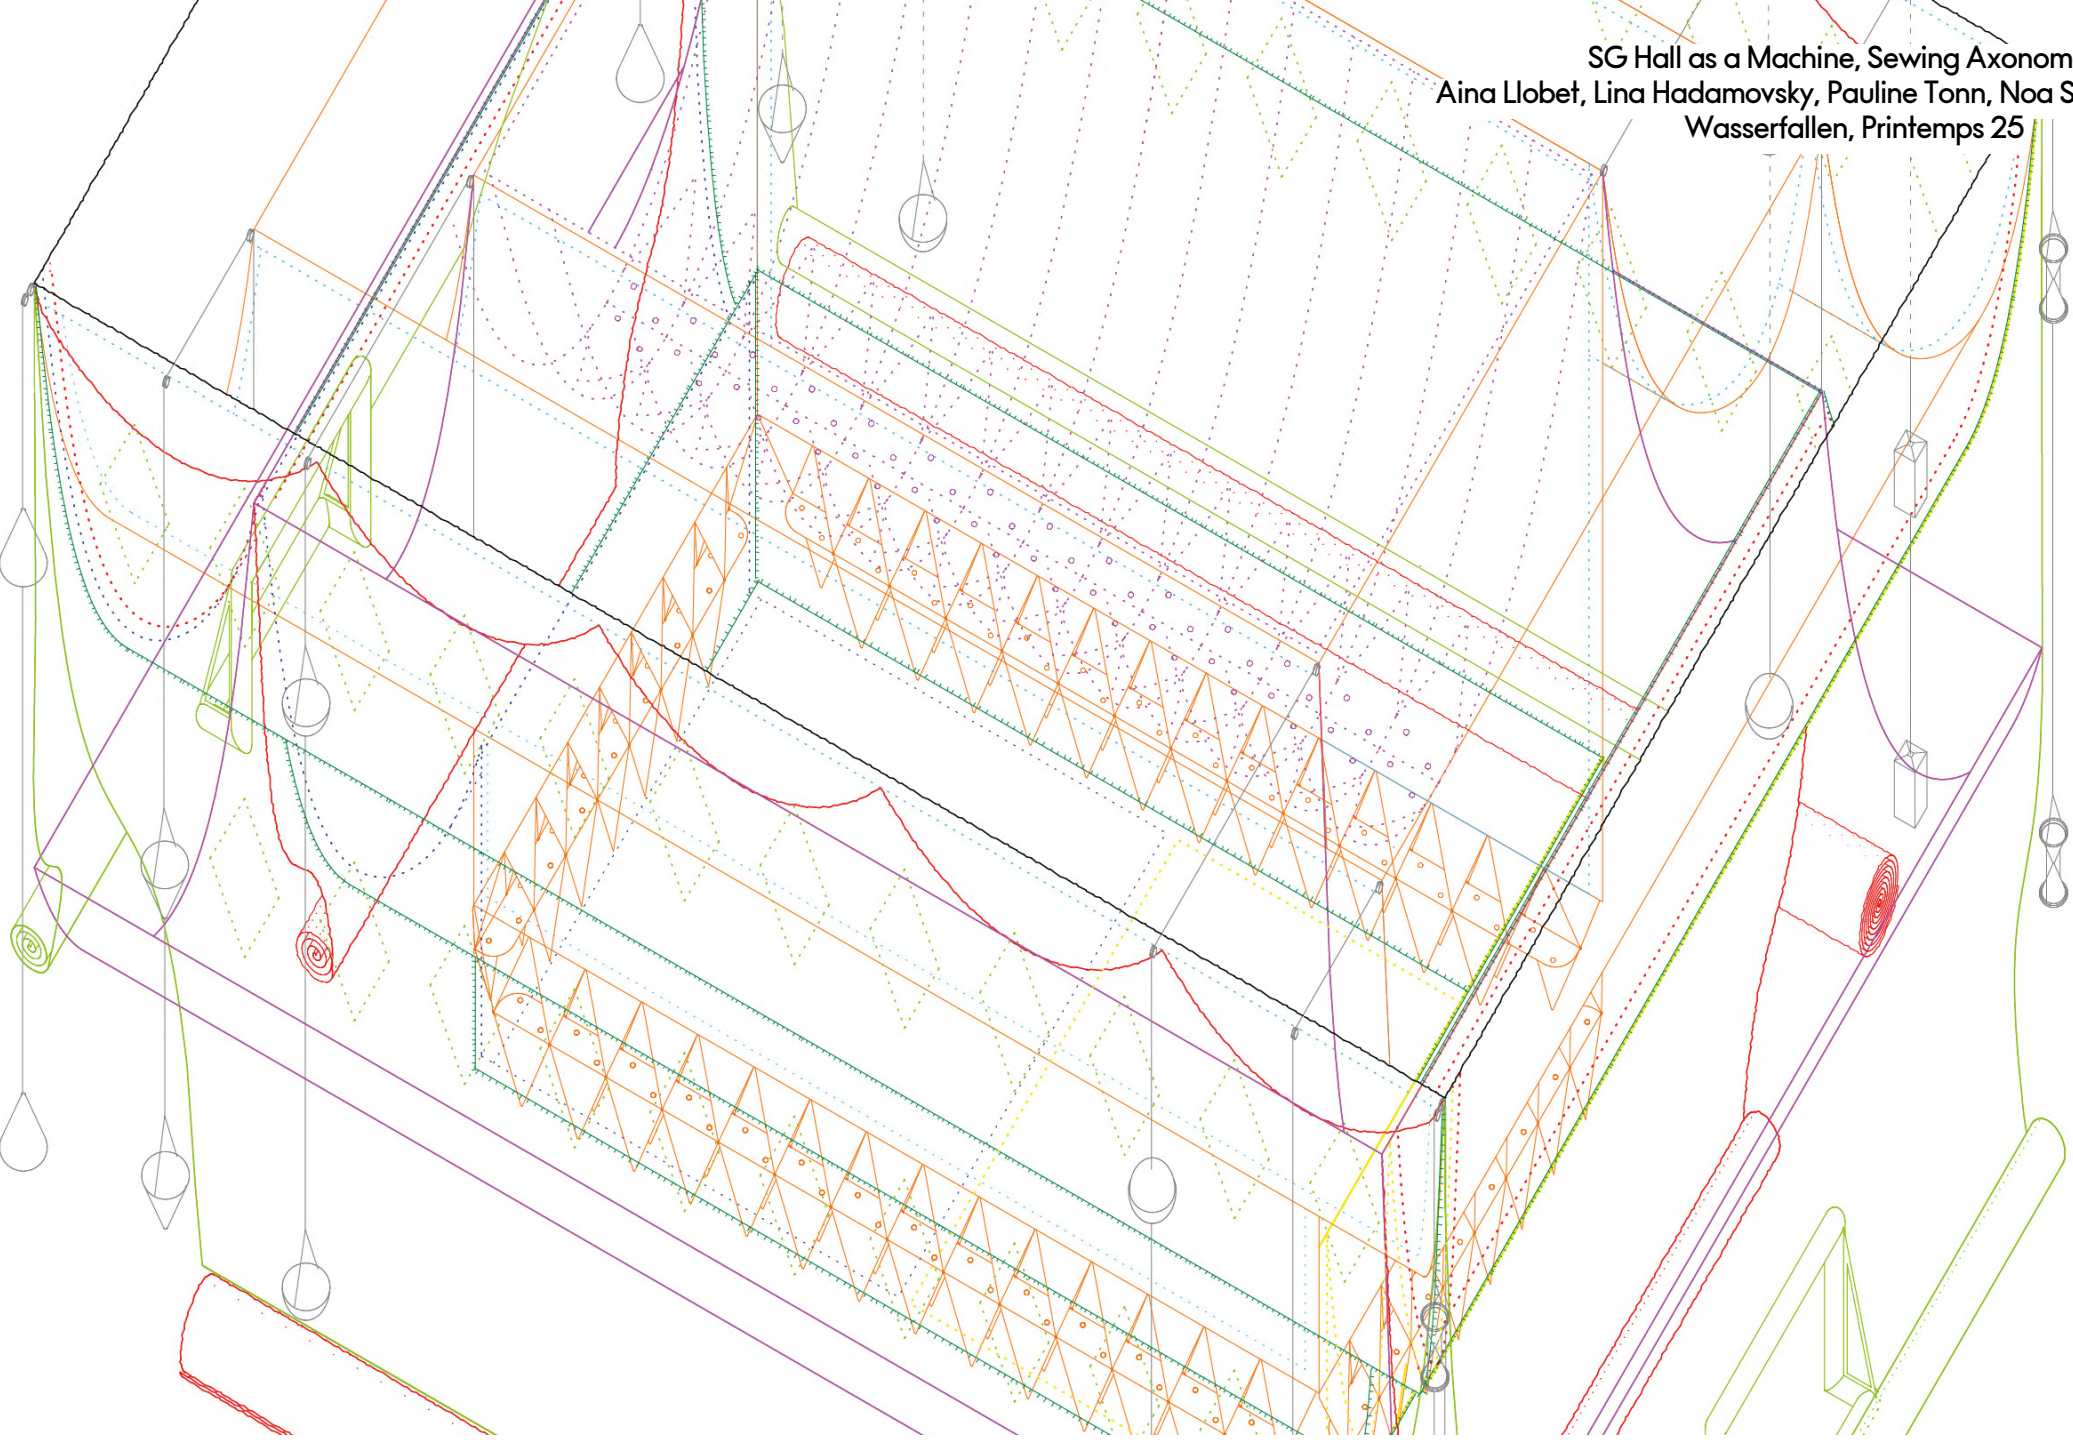 SG Hall as a Machine, Sewing Axonom
Aina Llobet, Lina Hadamovsky, Pauline Tonn, Noa S
Wasserfallen, Printemps 25